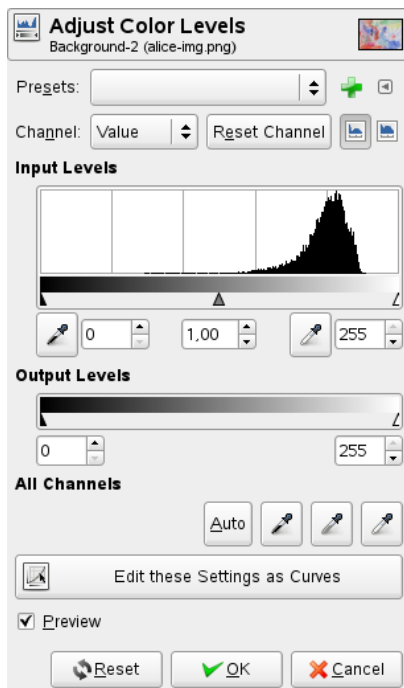 Adjust Color Levels
Background-2 (alice-img.png)
Presets:
Channel: Value Reset Channel
Input Levels
0 1,00 255
Output Levels
0 255
All Channels
Auto
Edit these Settings as Curves
Preview
Reset OK Cancel